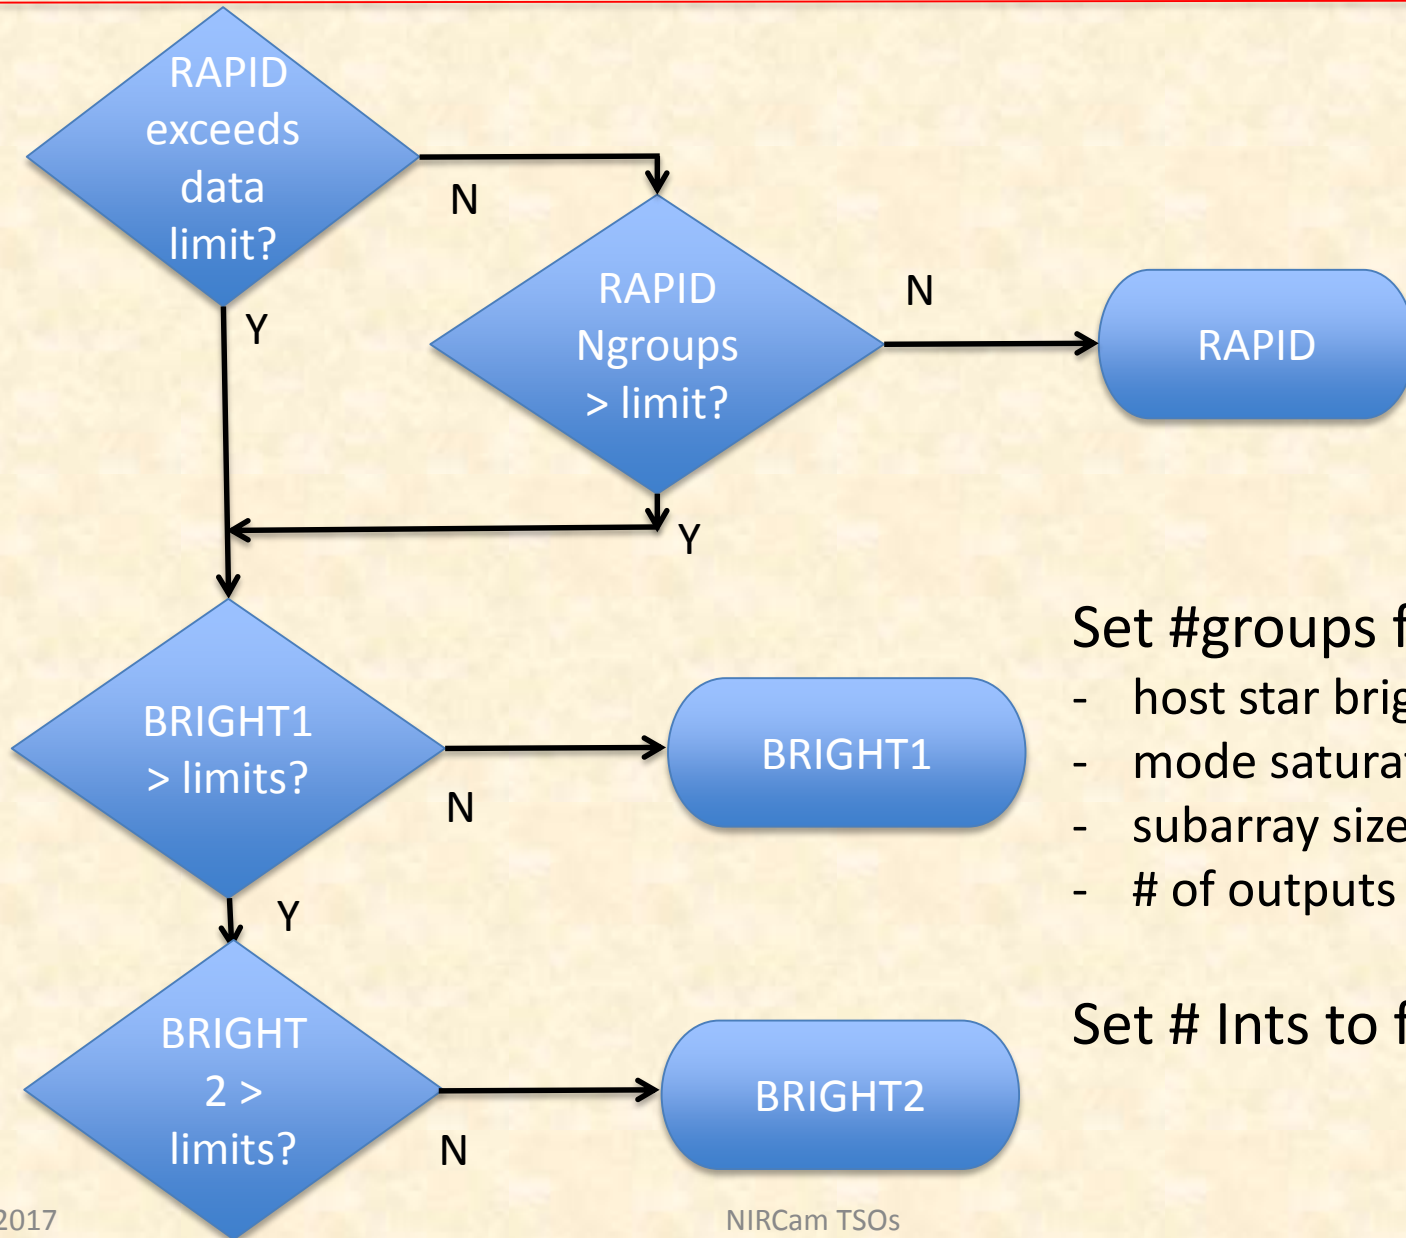 RAPID
exceeds
data
limit?
N
Y
RAPID
Ngroups
> limit?
N
RAPID
Y
BRIGHT1
> limits?
N
BRIGHT1
Y
BRIGHT
2 >
limits?
N
BRIGHT2
Set #groups
- host star
- mode
- subarray size
- # of outputs
Set # Ints to
2017
NIRCam TSOs